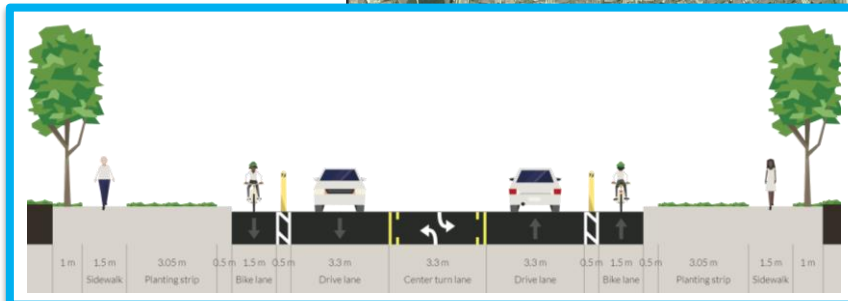 1 m 1.5 m 3.05 m 0.5 m 1.5 m 0.5 m 3.3 m 3.3 m 3.3 m 0.5 m 1.5 m 0.5 m 3.05 m 1.5 m 1 m
Sidewalk Planting strip Bike lane Drive lane Center turn lane Drive lane Bike lane Planting strip Sidewalk